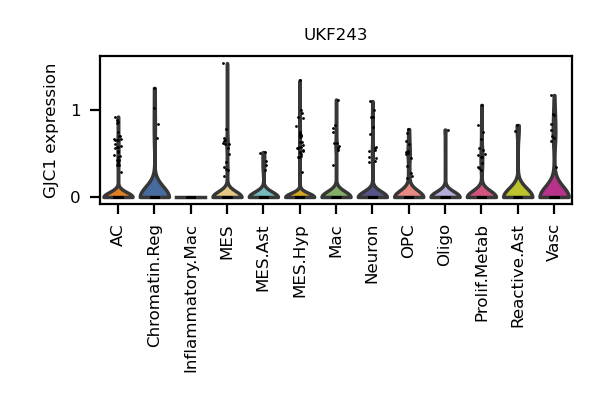 UKF243
GJC1 expression
1
0
AC
Chromatin.Reg
Inflammatory.Mac
MES
MES.Ast
MES.Hyp
Mac
Neuron
OPC
Oligo
Prolif.Metab
Reactive.Ast
Vasc